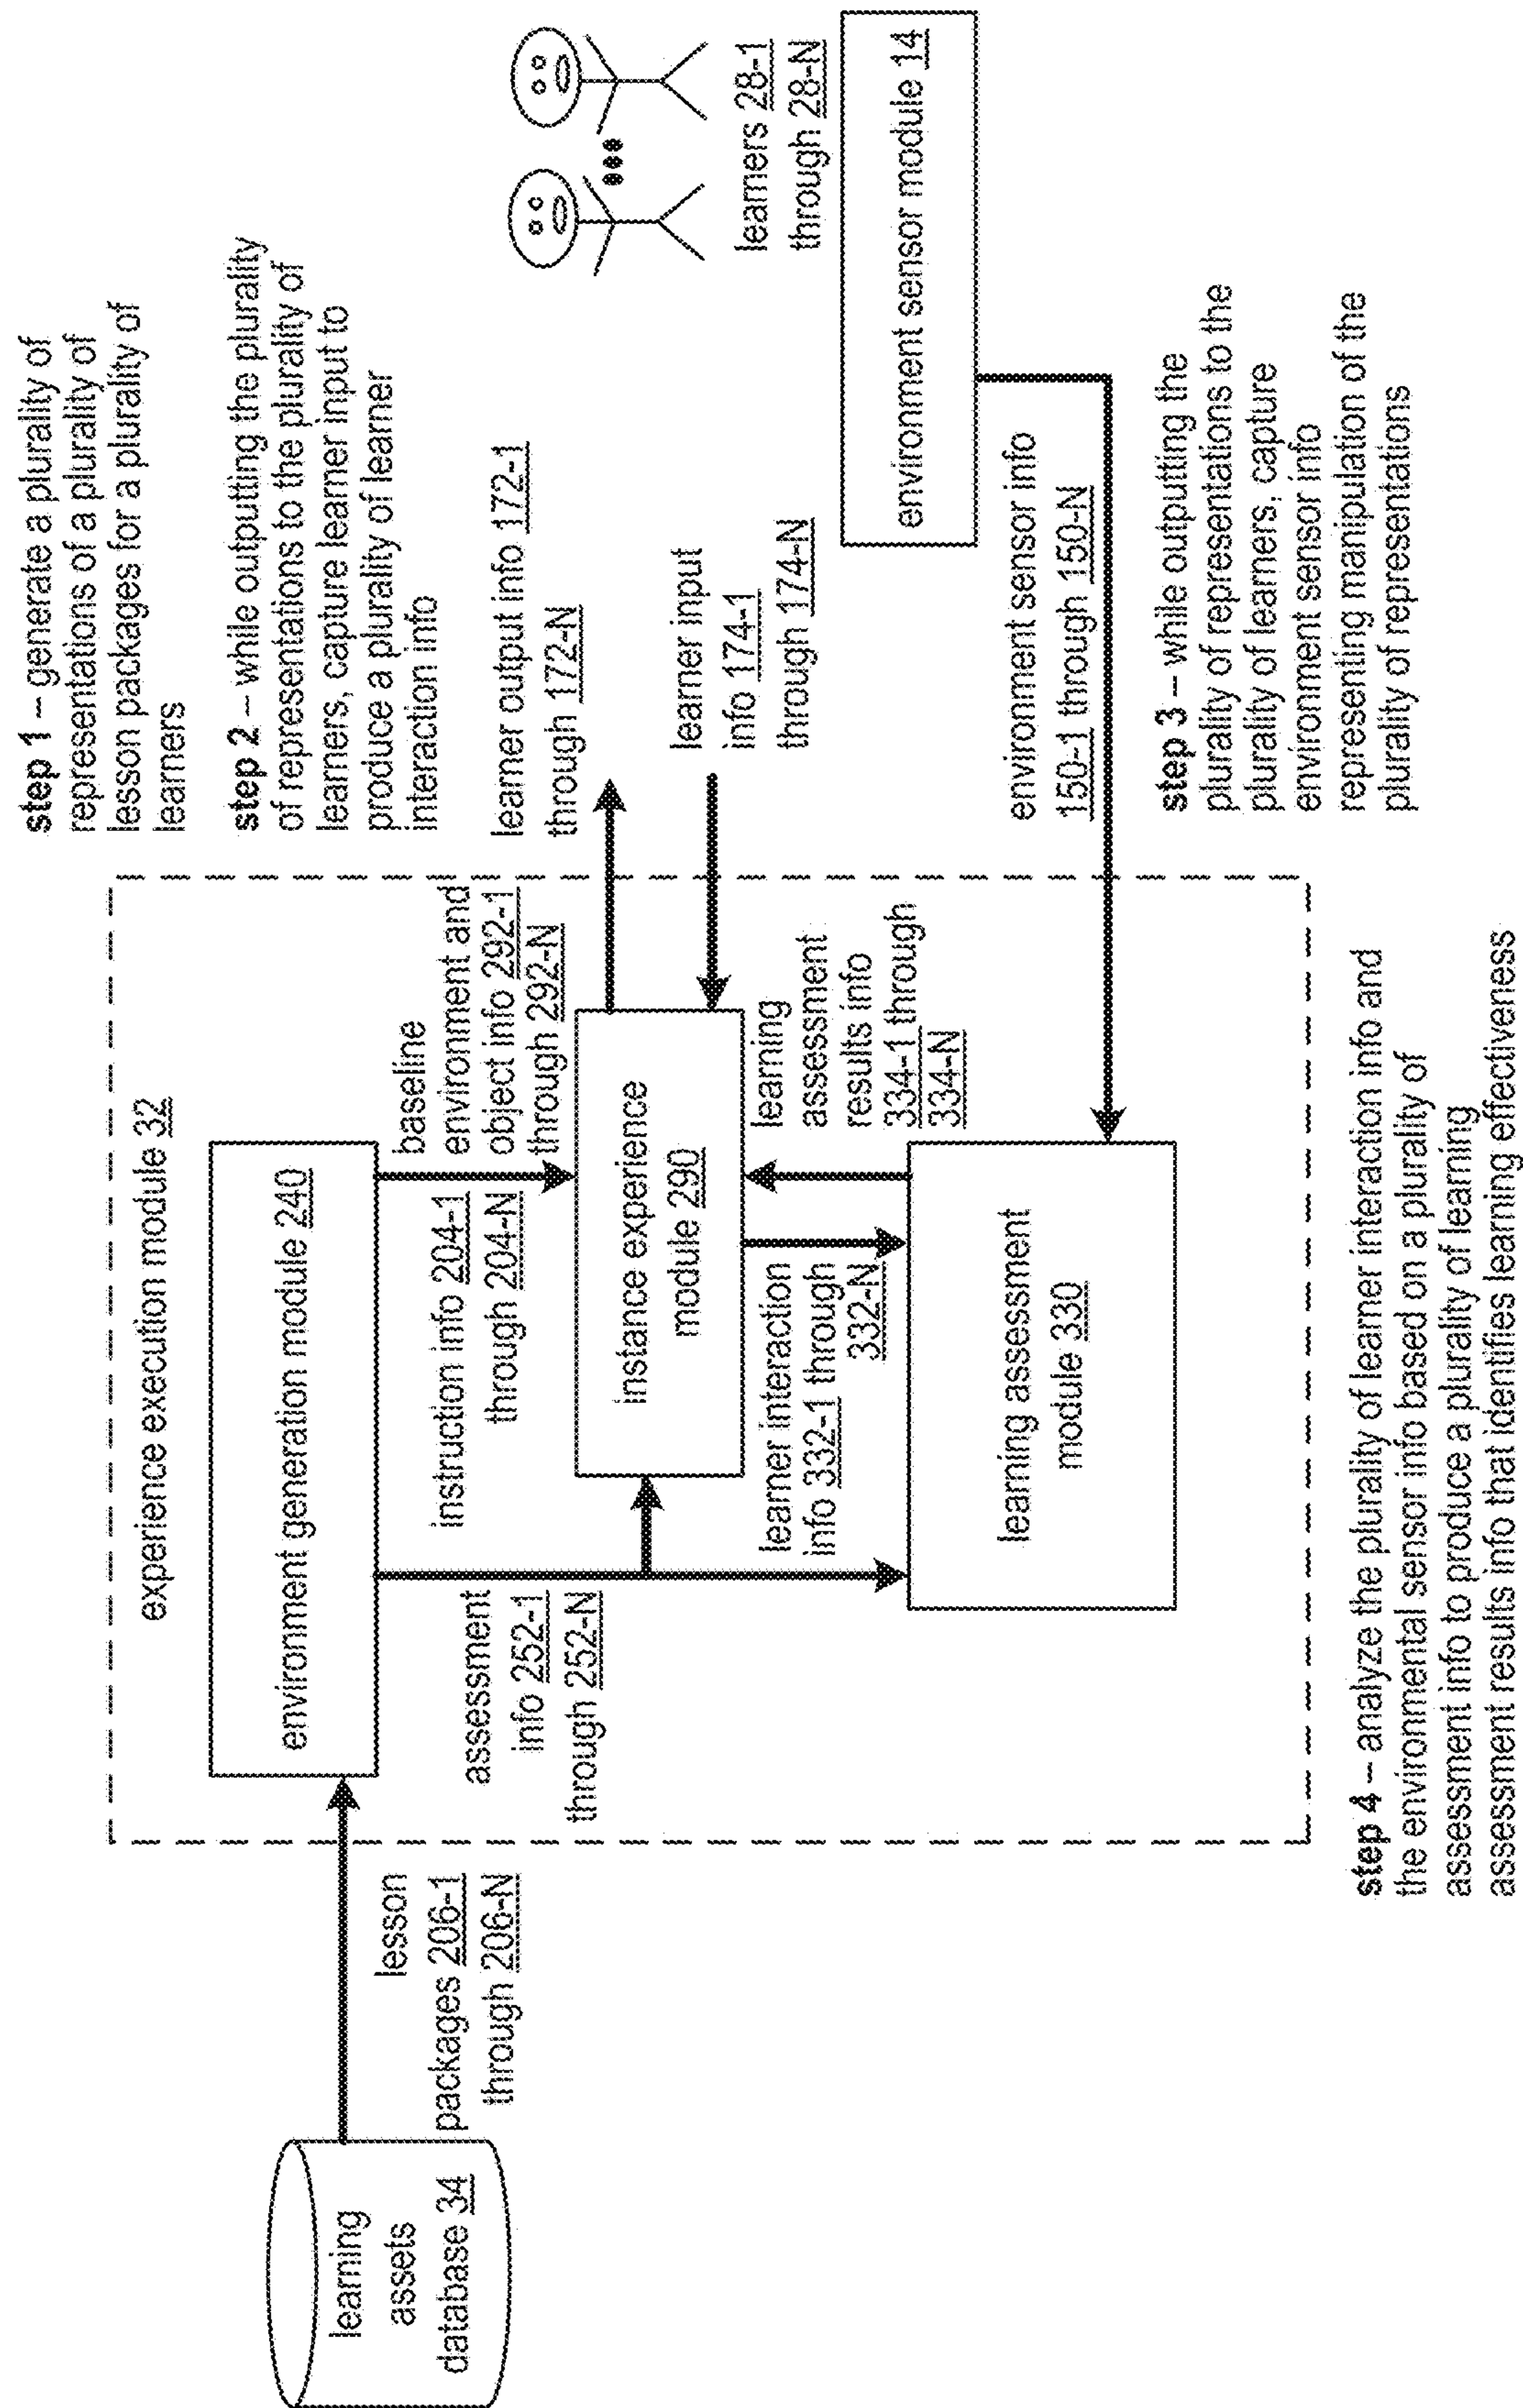 step 1 – generate a plurality of
representations of a plurality of
lesson packages for a plurality of
learners
step 2 – while outputting the plurality
of representations to the plurality of
learners, capture learner input to
produce a plurality of learner
interaction info
experience execution module 32
environment generation module 240
learning
assets
database 34
lesson
packages 206-1
through 206-N
assessment
info 252-1
through 252-N
instruction info 204-1
through 204-N
baseline
environment and
object info 292-1
through 292-N
instance experience
module 290
learner output info 172-1
through 172-N
learner input
info 174-1
through 174-N
learners 28-1
through 28-N
environment sensor module 14
learner interaction
info 332-1 through
332-N
learning
assessment
results info
334-1 through
334-N
learning assessment
module 330
environment sensor info
150-1 through 150-N
step 3 – while outputting the
plurality of representations to the
plurality of learners, capture
environment sensor info
representing manipulation of the
plurality of representations
step 4 – analyze the plurality of learner interaction info and
the environmental sensor info based on a plurality of
assessment info to produce a plurality of learning
assessment results info that identifies learning effectiveness